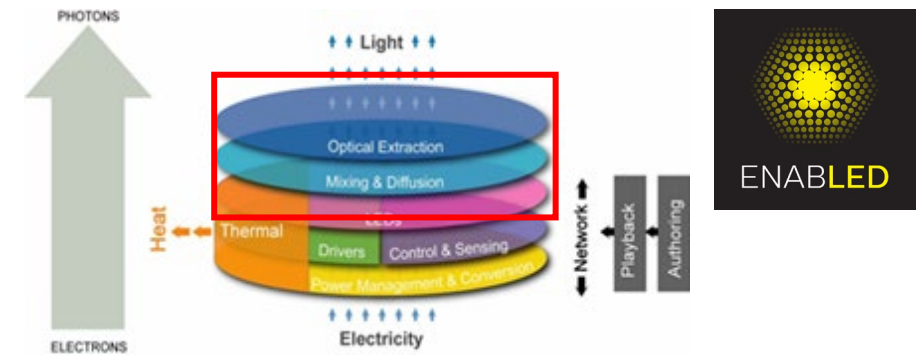 PHOTONS
Light
Optical Extraction
Mixing & Diffusion
LEDs
Thermal
Heat
Drivers
Control & Sensing
Power Management & Conversion
Electricity
ELECTRONS
Network
Playback
Authoring
ENABLED